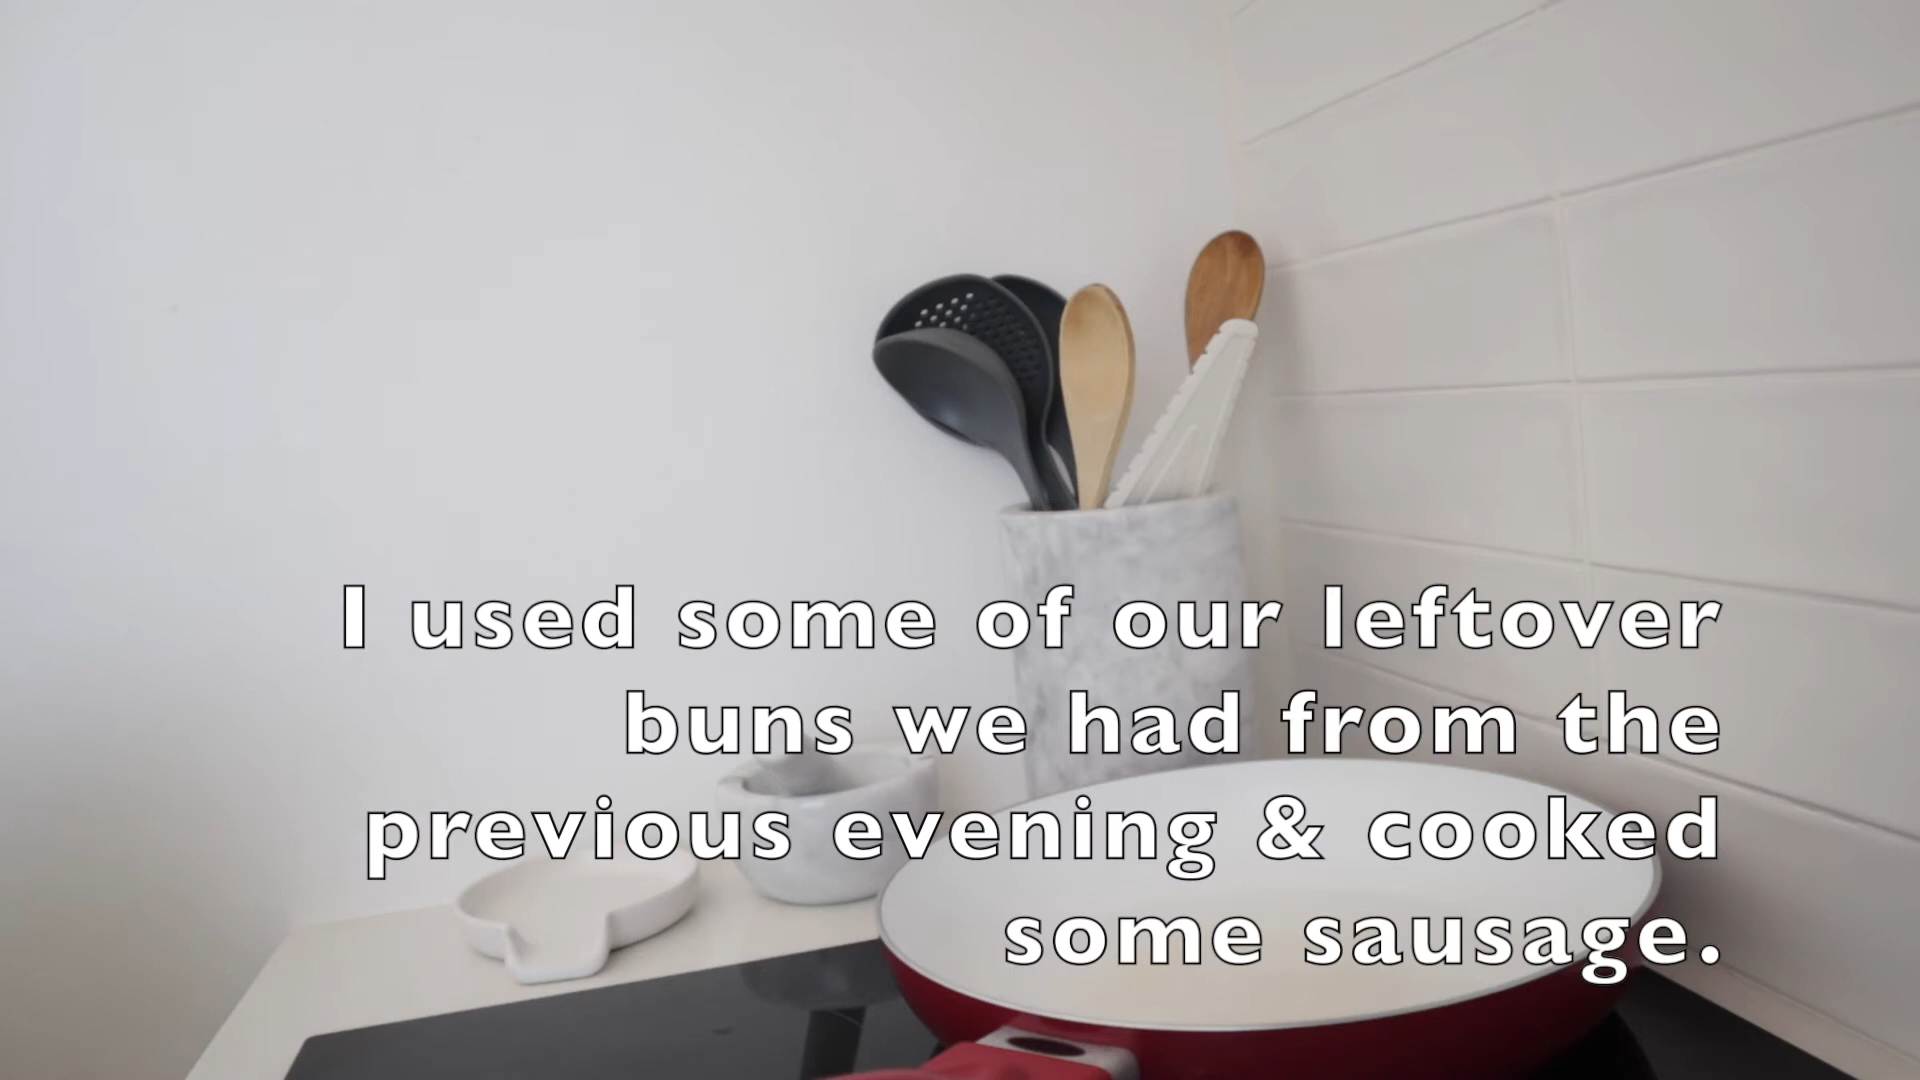 I used some of our leftover
buns we had from the
previous evening & cooked
some sausage.